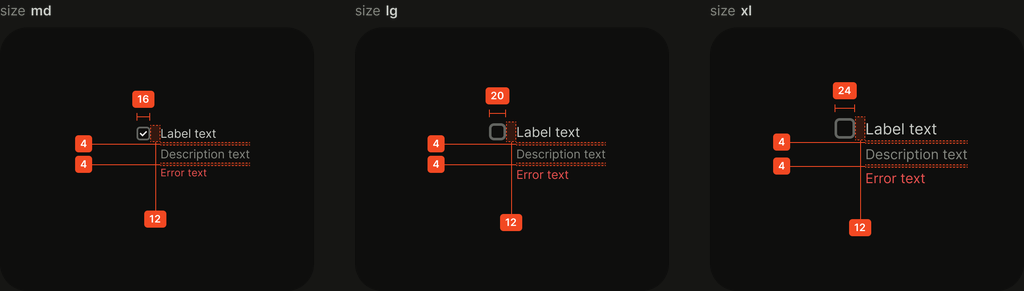 size md
16
Label text
4
Description text
4
Error text
12
size lg
20
Label text
4
Description text
4
Error text
12
size xl
24
Label text
4
Description text
4
Error text
12